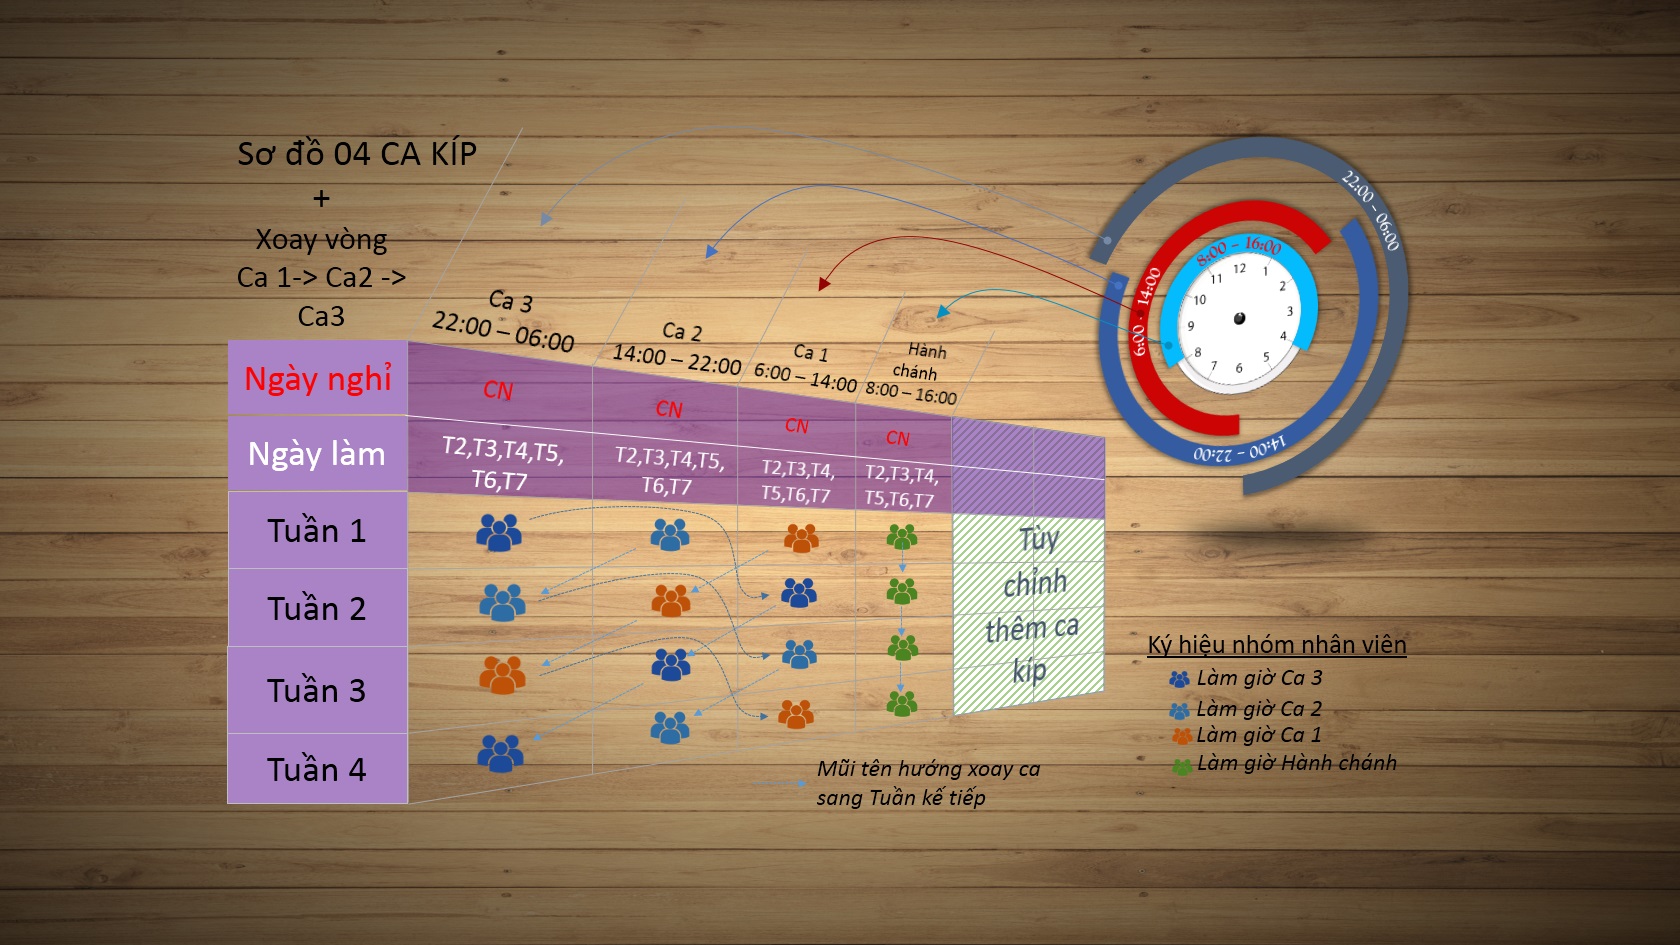 Sơ đồ 04 CA KÍP
+
Xoay vòng
Ca 1-> Ca2 ->
Ca3
Ca 3
22:00 – 06:00
Ca 2
14:00 – 22:00
Ca 1
6:00 – 14:00
Hành
chánh
8:00 – 16:00
Ngày nghỉ
CN
CN
CN
CN
Ngày làm
T2,T3,T4,T5,
T6,T7
T2,T3,T4,T5,
T6,T7
T2,T3,T4,
T5,T6,T7
T2,T3,T4,
T5,T6,T7
Tuần 1
Tuần 2
Tuần 3
Tuần 4
Tùy
chỉnh
thêm ca
kíp
Mũi tên hướng xoay ca
sang Tuần kế tiếp
22:00 – 06:00
14:00 – 22:00
6:00 - 14:00
8:00 – 16:00
12
1
2
3
4
5
6
7
8
9
10
11
Ký hiệu nhóm nhân viên
Làm giờ Ca 3
Làm giờ Ca 2
Làm giờ Ca 1
Làm giờ Hành chánh